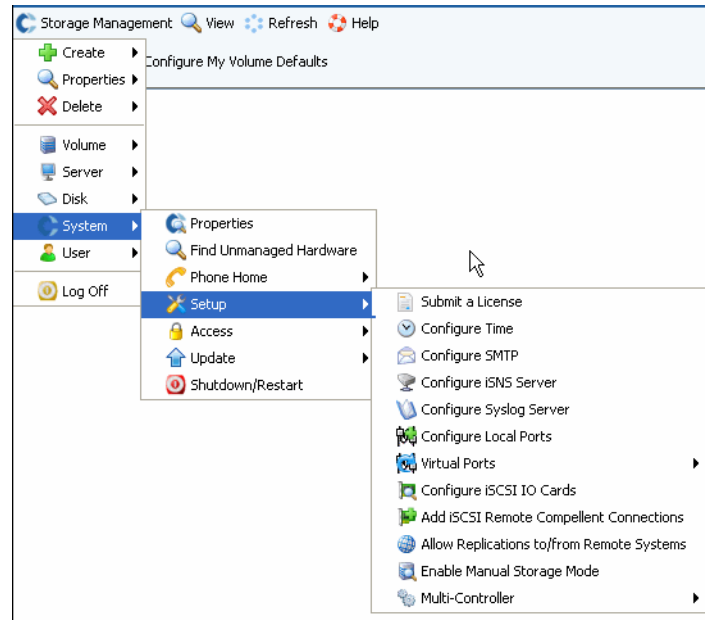 Storage Management View Refresh Help
Create
Configure My Volume Defaults
Properties
Delete
Volume
Server
Disk
System
User
Log Off
Properties
Find Unmanaged Hardware
Phone Home
Setup
Access
Update
Shutdown/Restart
Submit a License
Configure Time
Configure SMTP
Configure iSNS Server
Configure Syslog Server
Configure Local Ports
Virtual Ports
Configure iSCSI IO Cards
Add iSCSI Remote Compellent Connections
Allow Replications to/from Remote Systems
Enable Manual Storage Mode
Multi-Controller